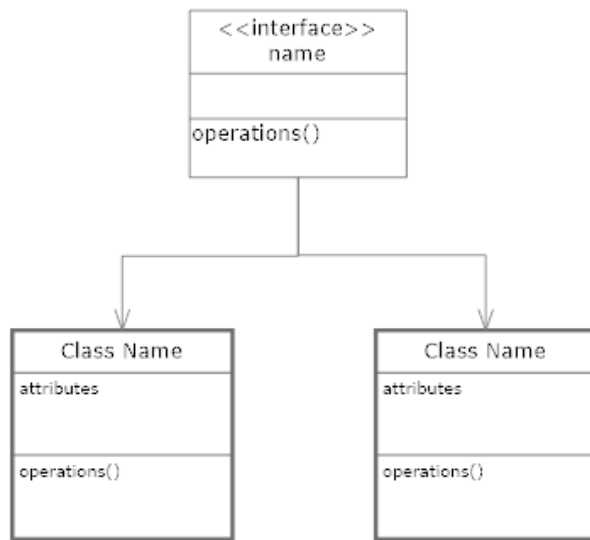 <<interface>>
name
operations()
Class Name
attributes
operations()
Class Name
attributes
operations()